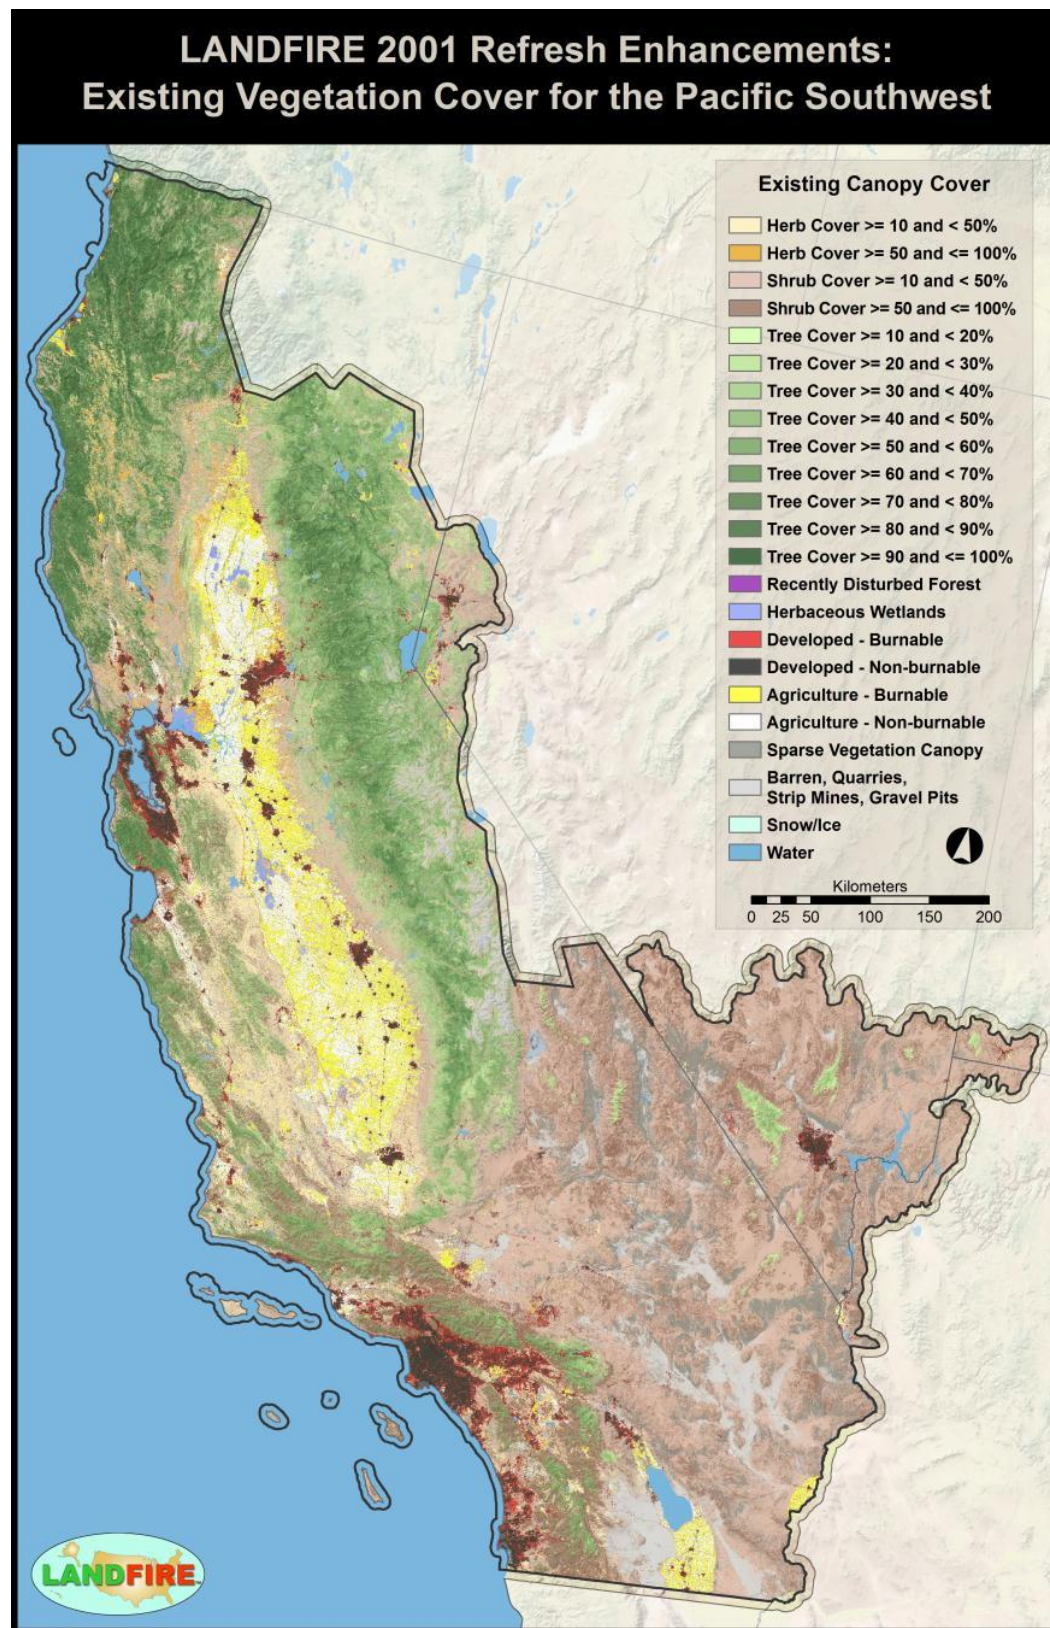 LANDFIRE 2001 Refresh Enhancements:
Existing Vegetation Cover for the Pacific Southwest
Existing Canopy Cover
Herb Cover >= 10 and < 50%
Herb Cover >= 50 and <= 100%
Shrub Cover >= 10 and < 50%
Shrub Cover >= 50 and <= 100%
Tree Cover >= 10 and < 20%
Tree Cover >= 20 and < 30%
Tree Cover >= 30 and < 40%
Tree Cover >= 40 and < 50%
Tree Cover >= 50 and < 60%
Tree Cover >= 60 and < 70%
Tree Cover >= 70 and < 80%
Tree Cover >= 80 and < 90%
Tree Cover >= 90 and <= 100%
Recently Disturbed Forest
Herbaceous Wetlands
Developed - Burnable
Developed - Non-burnable
Agriculture - Burnable
Agriculture - Non-burnable
Sparse Vegetation Canopy
Barren, Quarries,
Strip Mines, Gravel Pits
Snow/Ice
Water
Kilometers
0 25 50 100 150 200
LANDFIRE